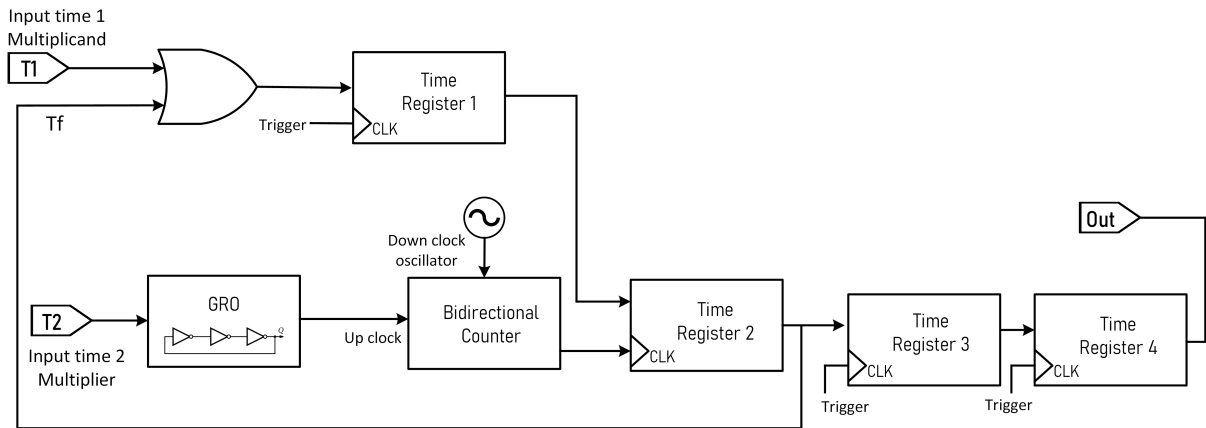 Input time 1
Multiplicand
T1
Tf
Time
Register 1
Trigger
CLK
Down clock
oscillator
T2
Input time 2
Multiplier
GRO
Q
Up clock
Bidirectional
Counter
Time
Register 2
CLK
Time
Register 3
CLK
Trigger
Time
Register 4
CLK
Trigger
Out